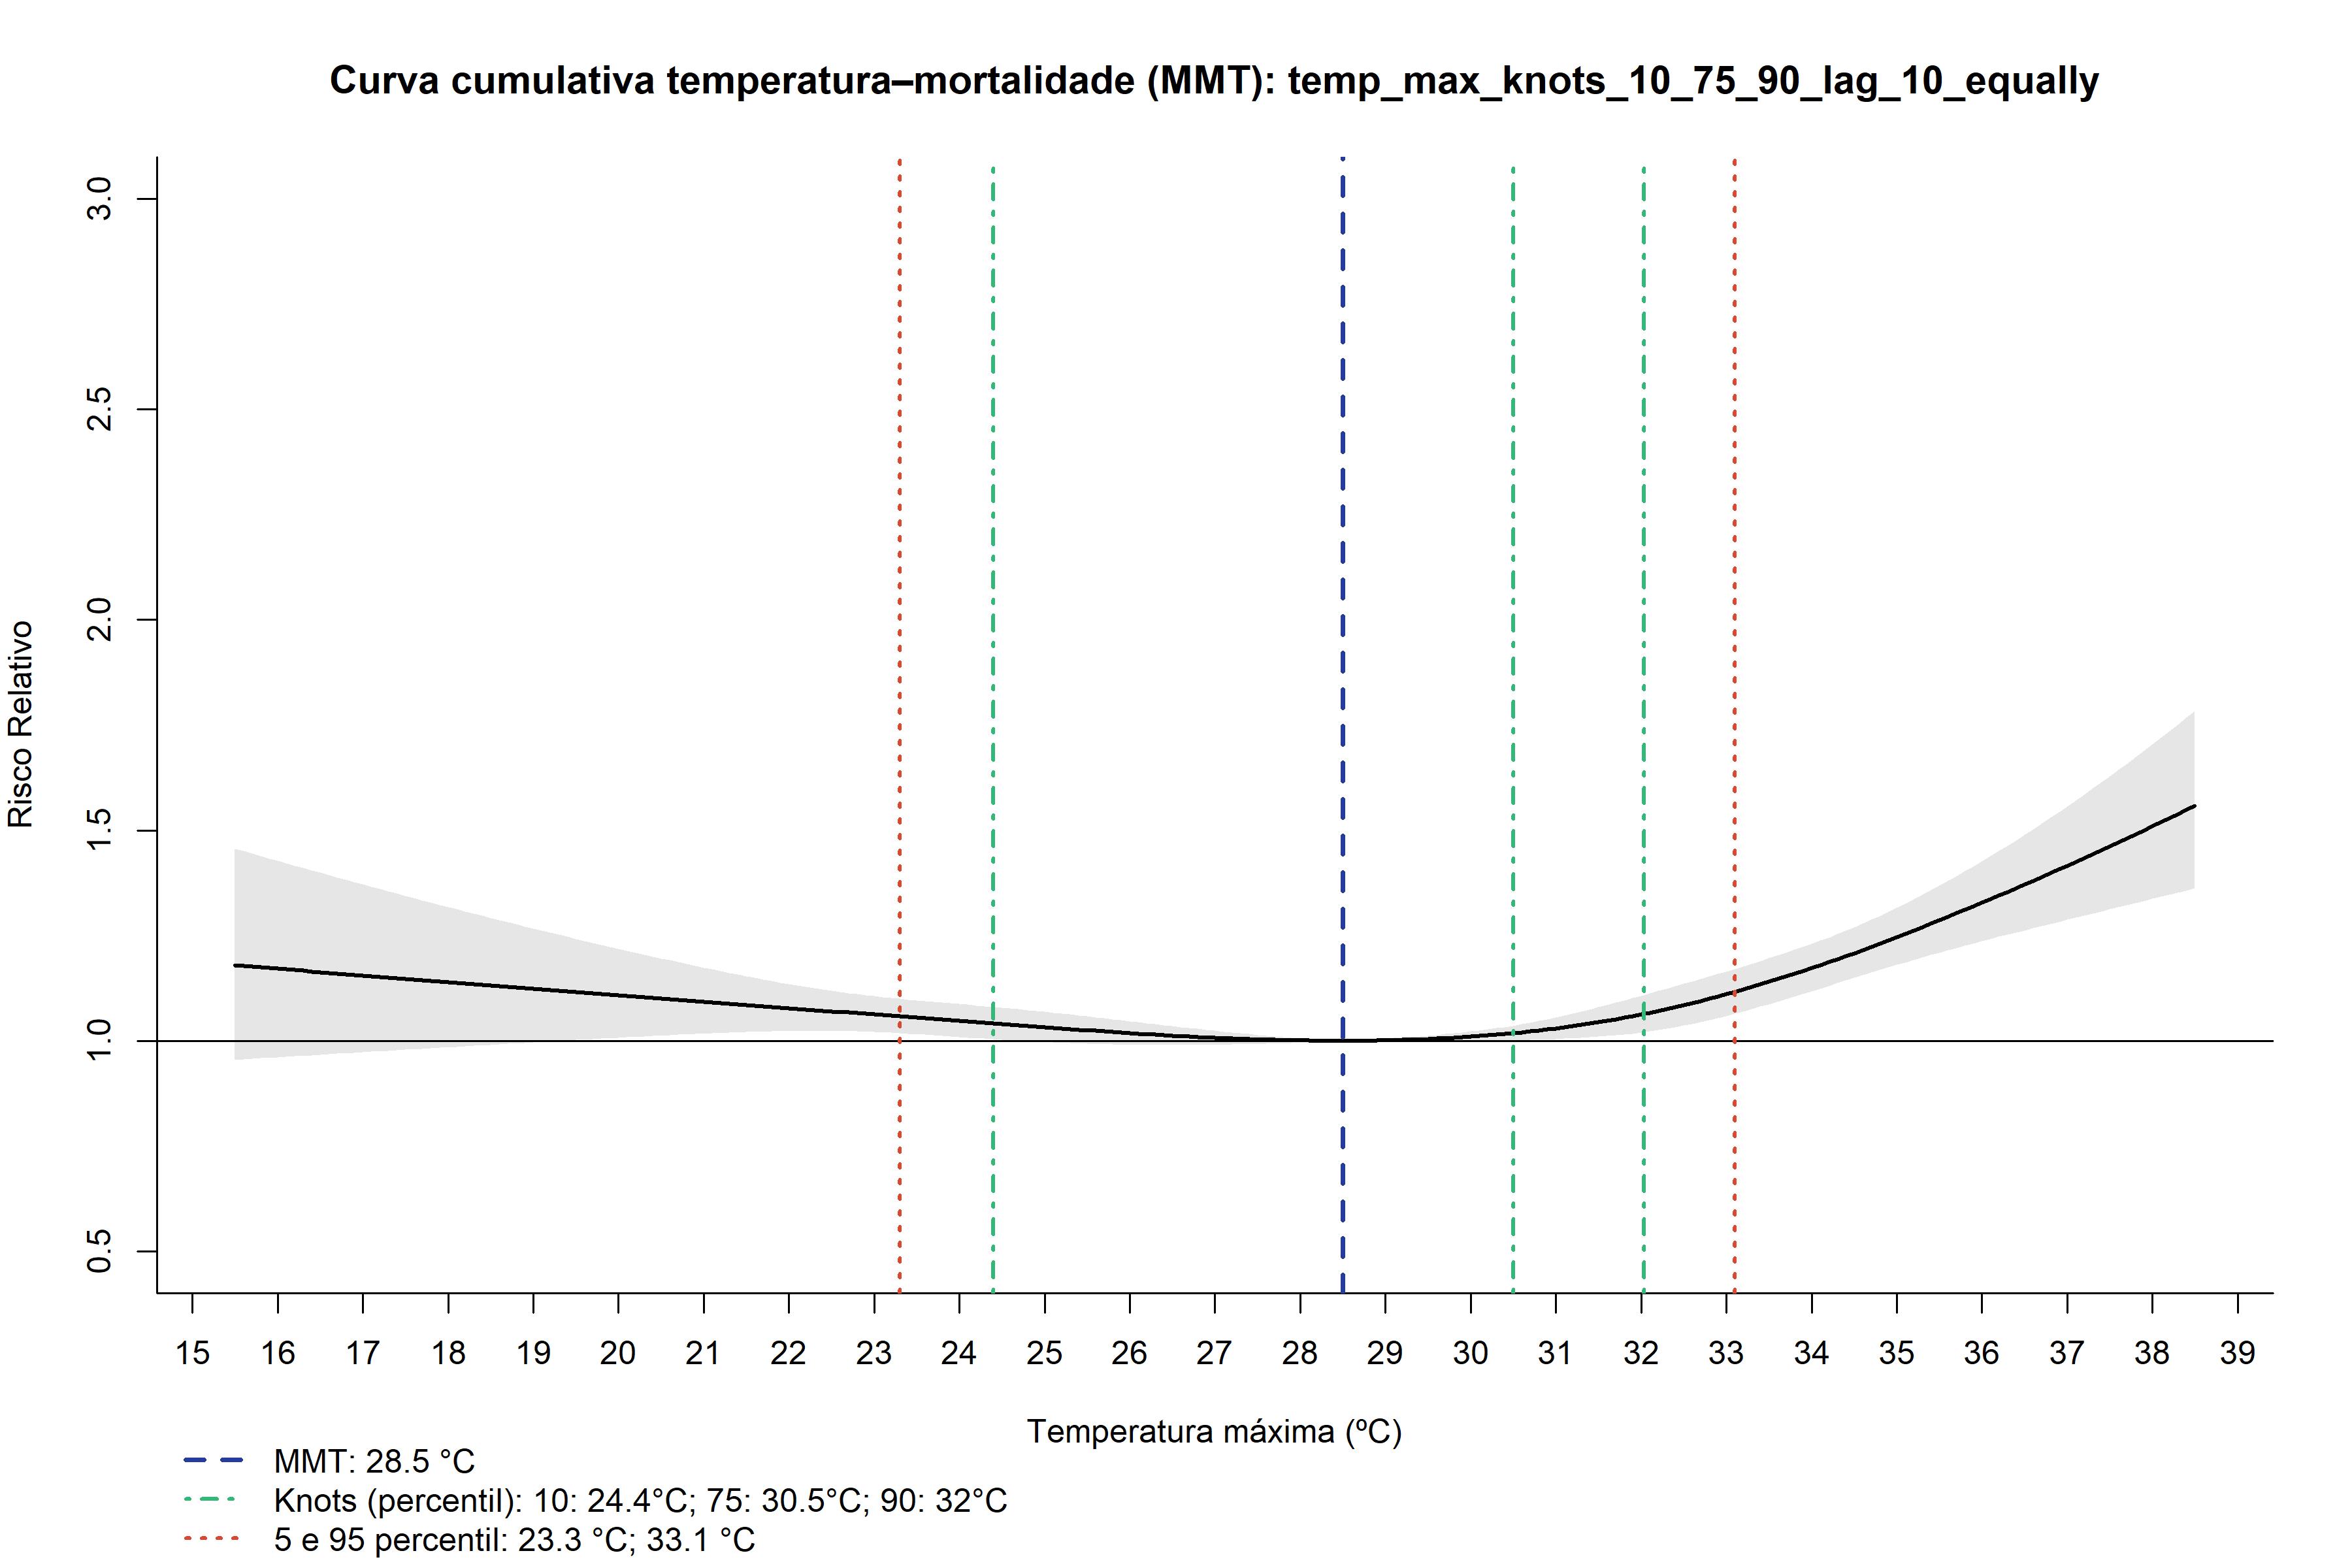 Curva cumulativa temperatura–mortalidade (MMT): temp_max_knots_10_75_90_lag_10_equally
3.0
2.5
2.0
1.5
1.0
0.5
Risco Relativo
15 16 17 18 19 20 21 22 23 24 25 26 27 28 29 30 31 32 33 34 35 36 37 38 39
Temperatura máxima (ºC)
MMT: 28.5 °C
Knots (percentil): 10: 24.4°C; 75: 30.5°C; 90: 32°C
5 e 95 percentil: 23.3 °C; 33.1 °C